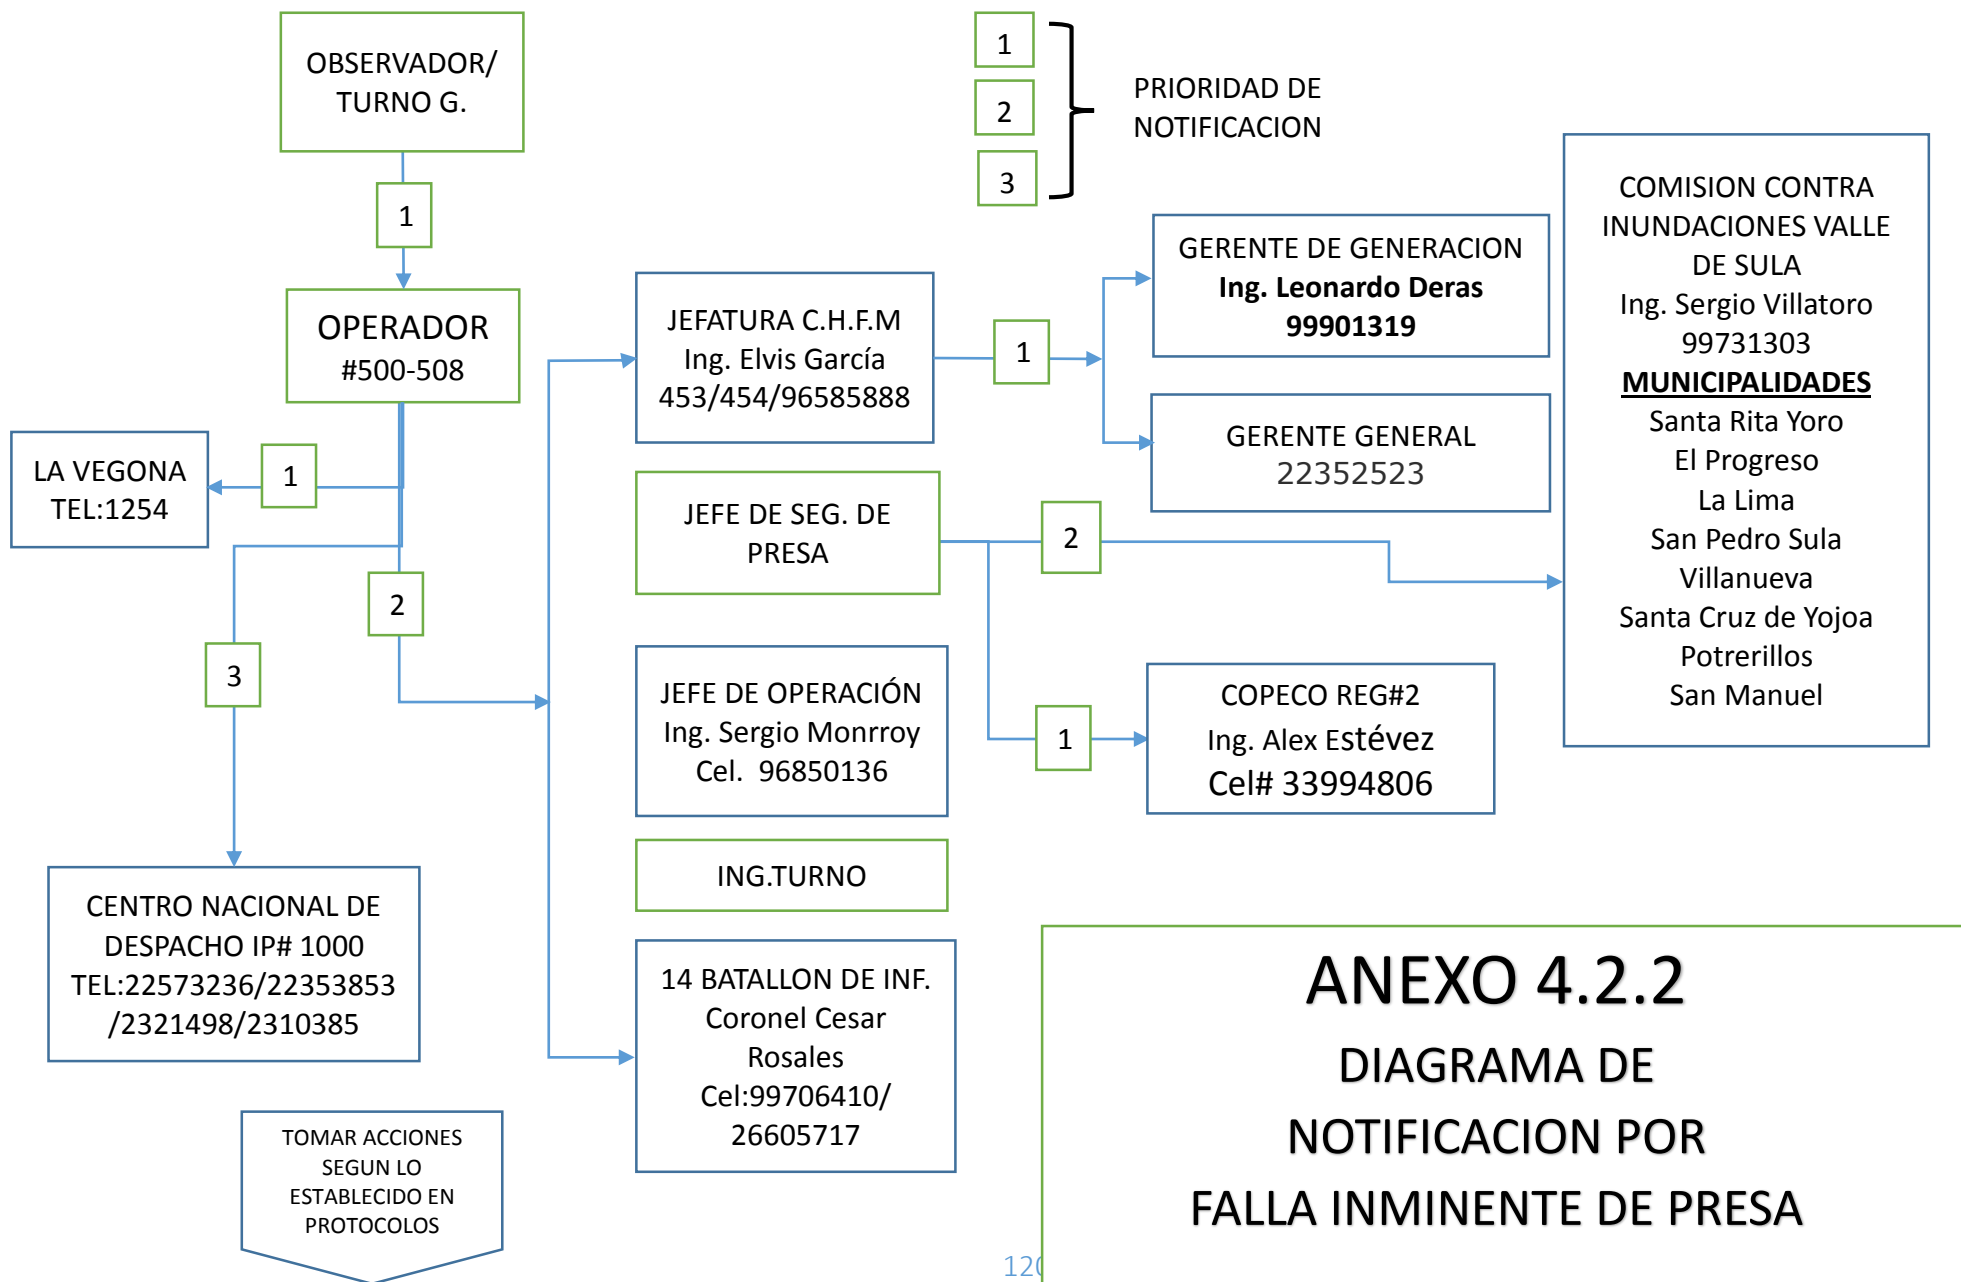 OBSERVADOR/
TURNO G.
1
2
3
PRIORIDAD DE
NOTIFICACION
1
OPERADOR
#500-508
LA VEGONA
TEL:1254
1
2
3
CENTRO NACIONAL DE
DESPACHO IP# 1000
TEL:22573236/22353853
/2321498/2310385
TOMAR ACCIONES
SEGUN LO
ESTABLECIDO EN
PROTOCOLOS
JEFATURA C.H.F.M
Ing. Elvis García
453/454/96585888
1
GERENTE DE GENERACION
Ing. Leonardo Deras
99901319
GERENTE GENERAL
22352523
JEFE DE SEG. DE
PRESA
2
1
JEFE DE OPERACIÓN
Ing. Sergio Monrroy
Cel.  96850136
COPECO REG#2
Ing. Alex Estévez
Cel# 33994806
ING.TURNO
14 BATALLON DE INF.
Coronel Cesar
Rosales
Cel:99706410/
26605717
COMISION CONTRA
INUNDACIONES VALLE
DE SULA
Ing. Sergio Villatoro
99731303
MUNICIPALIDADES
Santa Rita Yoro
El Progreso
La Lima
San Pedro Sula
Villanueva
Santa Cruz de Yojoa
Potrerillos
San Manuel
ANEXO 4.2.2
DIAGRAMA DE
NOTIFICACION POR
FALLA INMINENTE DE PRESA